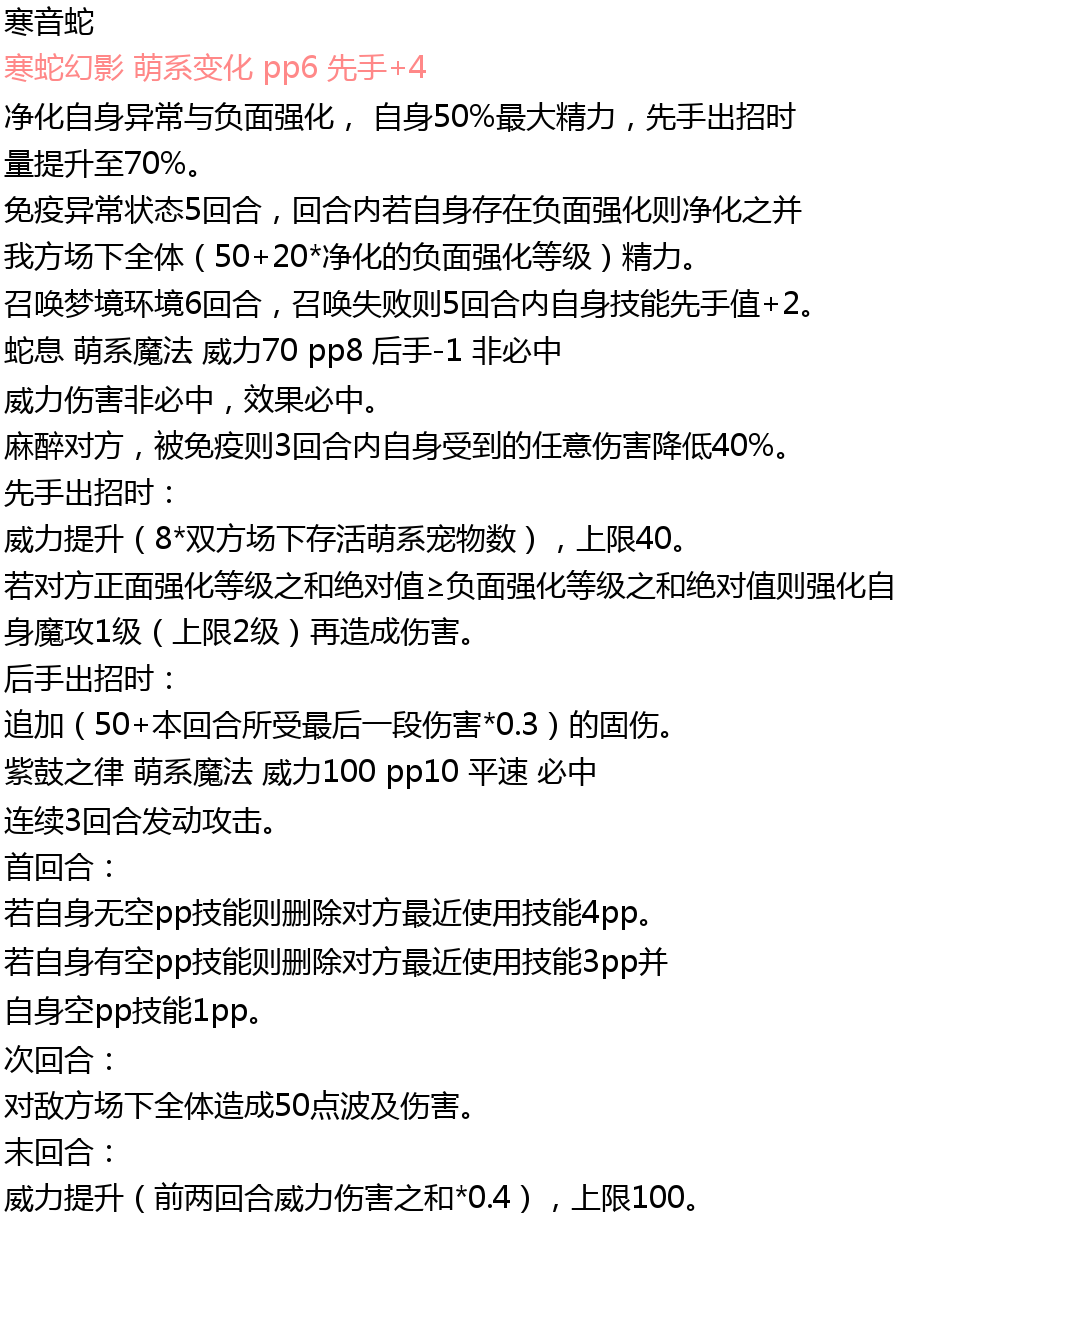 寒音蛇
寒蛇幻影 萌系变化 pp6 先手+4
净化自身异常与负面强化， 自身50%最大精力，先手出招时
量提升至70%。
免疫异常状态5回合，回合内若自身存在负面强化则净化之并
我方场下全体（50+20*净化的负面强化等级）精力。
召唤梦境环境6回合，召唤失败则5回合内自身技能先手值+2。
蛇息 萌系魔法 威力70 pp8 后手-1 非必中
威力伤害非必中，效果必中。
麻醉对方，被免疫则3回合内自身受到的任意伤害降低40%。
先手出招时：
威力提升（8*双方场下存活萌系宠物数），上限40。
若对方正面强化等级之和绝对值≥负面强化等级之和绝对值则强化自
身魔攻1级（上限2级）再造成伤害。
后手出招时：
追加（50+本回合所受最后一段伤害*0.3）的固伤。
紫鼓之律 萌系魔法 威力100 pp10 平速 必中
连续3回合发动攻击。
首回合：
若自身无空pp技能则删除对方最近使用技能4pp。
若自身有空pp技能则删除对方最近使用技能3pp并
自身空pp技能1pp。
次回合：
对敌方场下全体造成50点波及伤害。
末回合：
威力提升（前两回合威力伤害之和*0.4），上限100。